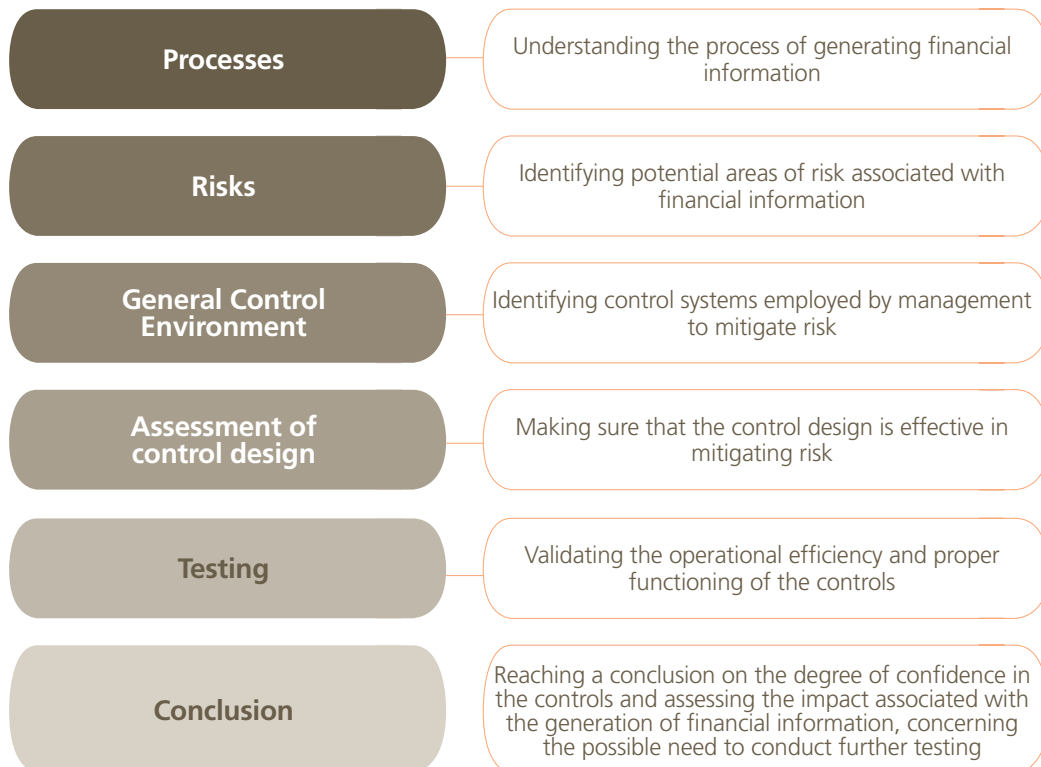 Processes
Understanding the process of generating financial
information
Risks
Identifying potential areas of risk associated with
financial information
General Control
Environment
Identifying control systems employed by management
to mitigate risk
Assessment of
control design
Making sure that the control design is effective in
mitigating risk
Testing
Validating the operational efficiency and proper
functioning of the controls
Conclusion
Reaching a conclusion on the degree of confidence in
the controls and assessing the impact associated with
the generation of financial information, concerning
the possible need to conduct further testing